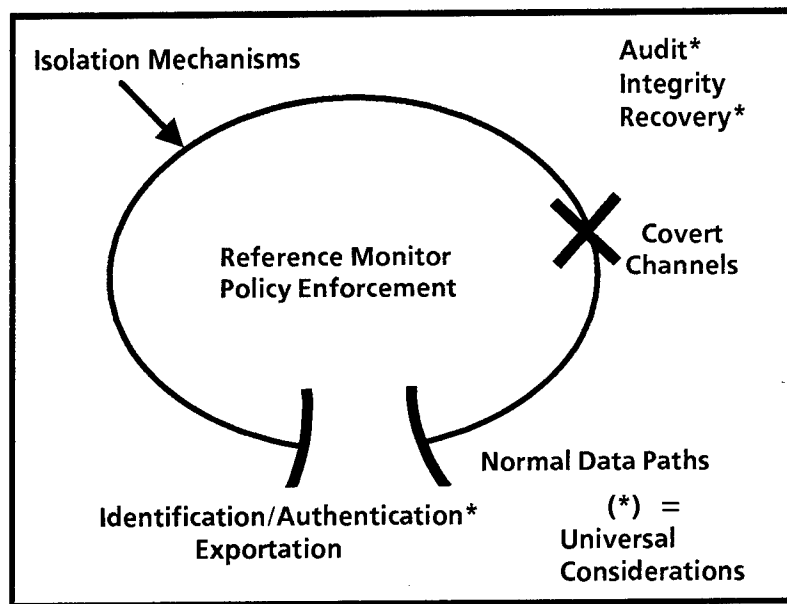 Isolation Mechanisms
Audit*
Integrity
Recovery*
Reference Monitor
Policy Enforcement
Covert
Channels
Normal Data Paths
Identification/Authentication*
Exportation
(*) =
Universal
Considerations